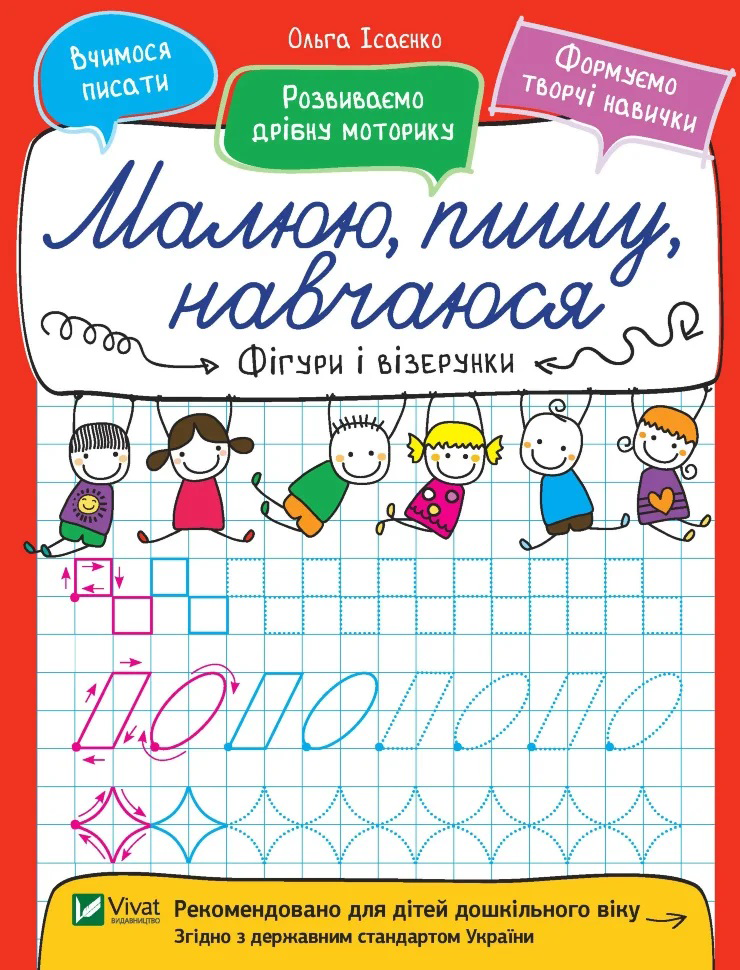 Ольга Ісаєнко
Вчимося
писати
Розвиваємо
дрібну моторику
Формуємо
творчі навички
Малюю, пишу,
навчаюся
Фігури і візерунки
Vivat
ВИДАВНИЦТВО
Рекомендовано для дітей дошкільного віку
Згідно з державним стандартом України